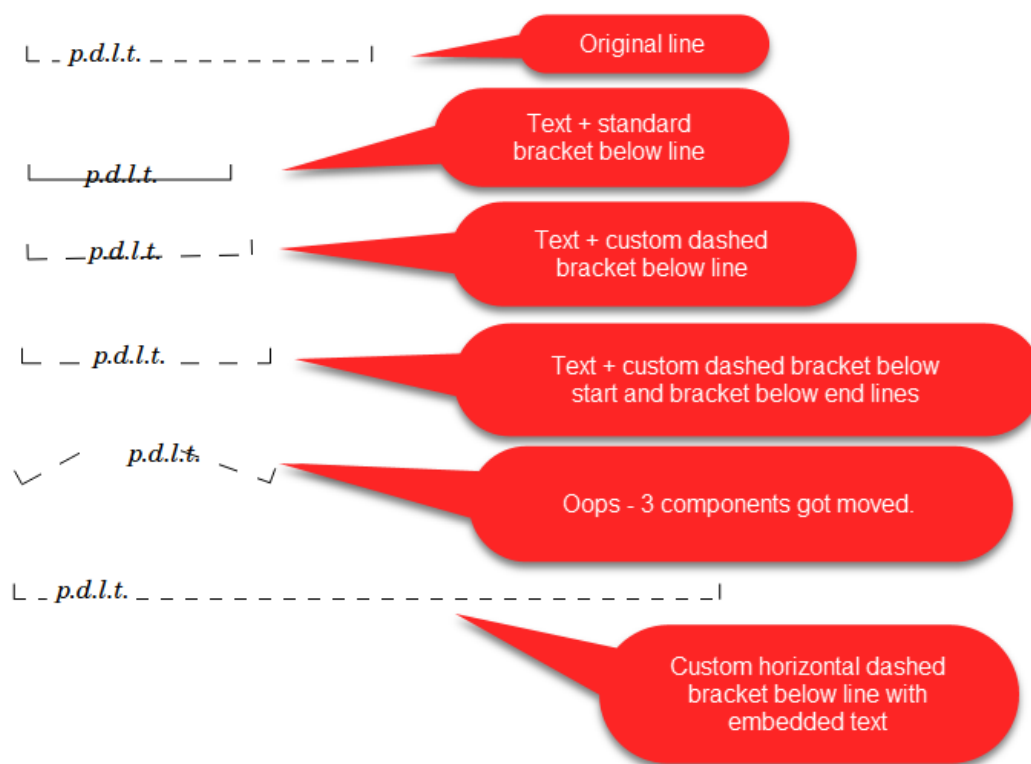 p.d.l.t.
Original line
Text + standard
bracket below line
p.d.l.t.
Text + custom dashed
bracket below line
p.d.l.t.
Text + custom dashed bracket below
start and bracket below end lines
p.d.l.t.
p.d.l.t.
Oops - 3 components got moved.
p.d.l.t.
Custom horizontal dashed
bracket below line with
embedded text